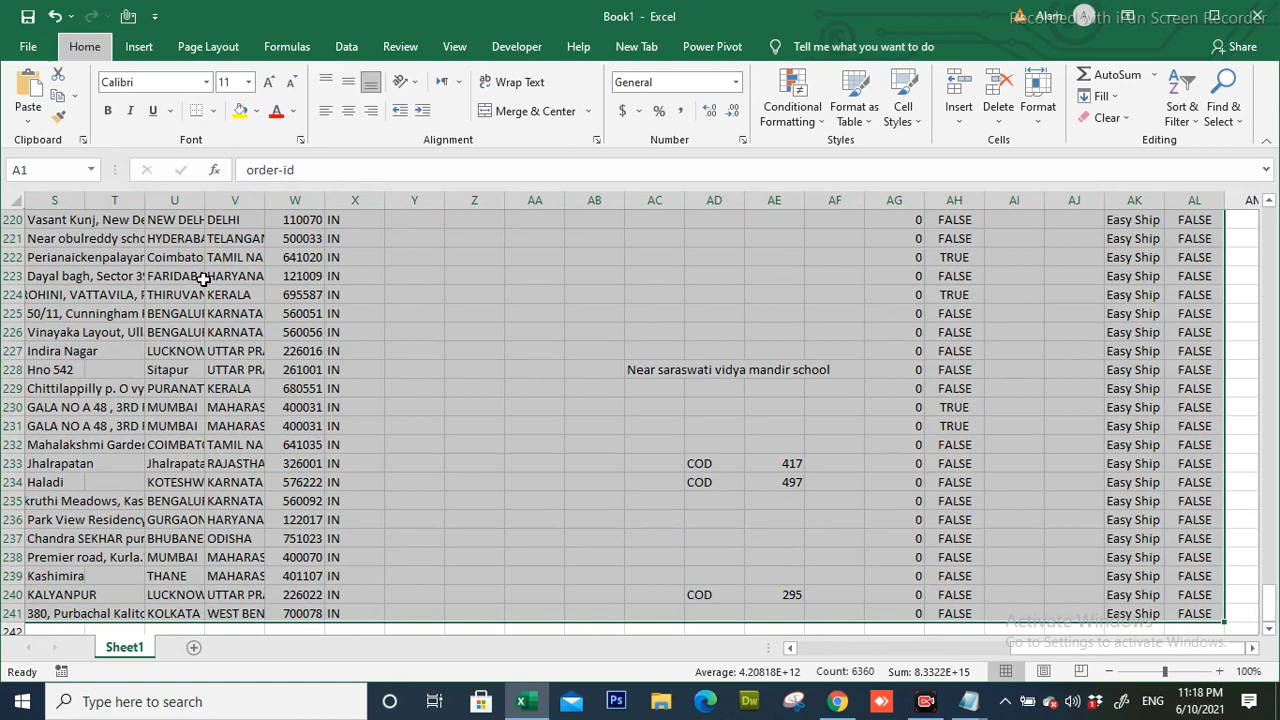 Book1 - Excel
Alam A
Recorded with iFun Screen Recorder
File Home Insert Page Layout Formulas Data Review View Developer Help New Tab Power Pivot Tell me what you want to do Share
Paste Calibri 11 Wrap Text General Conditional Formatting Format as Table Cell Styles Insert Delete Format AutoSum Sort & Filter Find & Select
B I U Merge & Center $ % Fill
Clear
Clipboard Font Alignment Number Styles Cells Editing
A1 fx order-id
S T U V W X Y Z AA AB AC AD AE AF AG AH AI AJ AK AL AM
220 Vasant Kunj, New De NEW DELH DELHI 110070 IN 0 FALSE Easy Ship FALSE
221 Near obulreddy scho HYDERABA TELANGAN 500033 IN 0 FALSE Easy Ship FALSE
222 Perianaickenpalayar Coimbato TAMIL NA 641020 IN 0 TRUE Easy Ship FALSE
223 Dayal bagh, Sector 39 FARIDAB HARYANA 121009 IN 0 FALSE Easy Ship FALSE
224 ROHINI, VATTAVILA, P THIRUVAN KERALA 695587 IN 0 TRUE Easy Ship FALSE
225 50/11, Cunningham R BENGALUR KARNATA 560051 IN 0 FALSE Easy Ship FALSE
226 Vinayaka Layout, Ull BENGALUR KARNATA 560056 IN 0 FALSE Easy Ship FALSE
227 Indira Nagar LUCKNOW UTTAR PRA 226016 IN 0 FALSE Easy Ship FALSE
228 Hno 542 Sitapur UTTAR PRA 261001 IN Near saraswati vidya mandir school 0 FALSE Easy Ship FALSE
229 Chittilappilly p. O vy PURANAT KERALA 680551 IN 0 FALSE Easy Ship FALSE
230 GALA NO A 48 , 3RD F MUMBAI MAHARAS 400031 IN 0 TRUE Easy Ship FALSE
231 GALA NO A 48 , 3RD F MUMBAI MAHARAS 400031 IN 0 TRUE Easy Ship FALSE
232 Mahalakshmi Garder COIMBATO TAMIL NA 641035 IN 0 FALSE Easy Ship FALSE
233 Jhalrapatan Jhalrapata RAJASTHA 326001 IN COD 417 0 FALSE Easy Ship FALSE
234 Haladi KOTESHW KARNATA 576222 IN COD 497 0 FALSE Easy Ship FALSE
235 kruthi Meadows, Kas BENGALUR KARNATA 560092 IN 0 FALSE Easy Ship FALSE
236 Park View Residency GURGAON HARYANA 122017 IN 0 FALSE Easy Ship FALSE
237 Chandra SEKHAR pur BHUBANE ODISHA 751023 IN 0 FALSE Easy Ship FALSE
238 Premier road, Kurla. MUMBAI MAHARAS 400070 IN 0 FALSE Easy Ship FALSE
239 Kashimira THANE MAHARAS 401107 IN 0 FALSE Easy Ship FALSE
240 KALYANPUR LUCKNOW UTTAR PRA 226022 IN COD 295 0 FALSE Easy Ship FALSE
241 380, Purbachal Kalito KOLKATA WEST BEN 700078 IN 0 FALSE Easy Ship FALSE
242
Activate Windows
Go to Settings to activate Windows.
Sheet1
Ready Average: 4.20818E+12 Count: 6360 Sum: 8.3322E+15 100%
Type here to search Ps Dw ENG 11:18 PM
6/10/2021